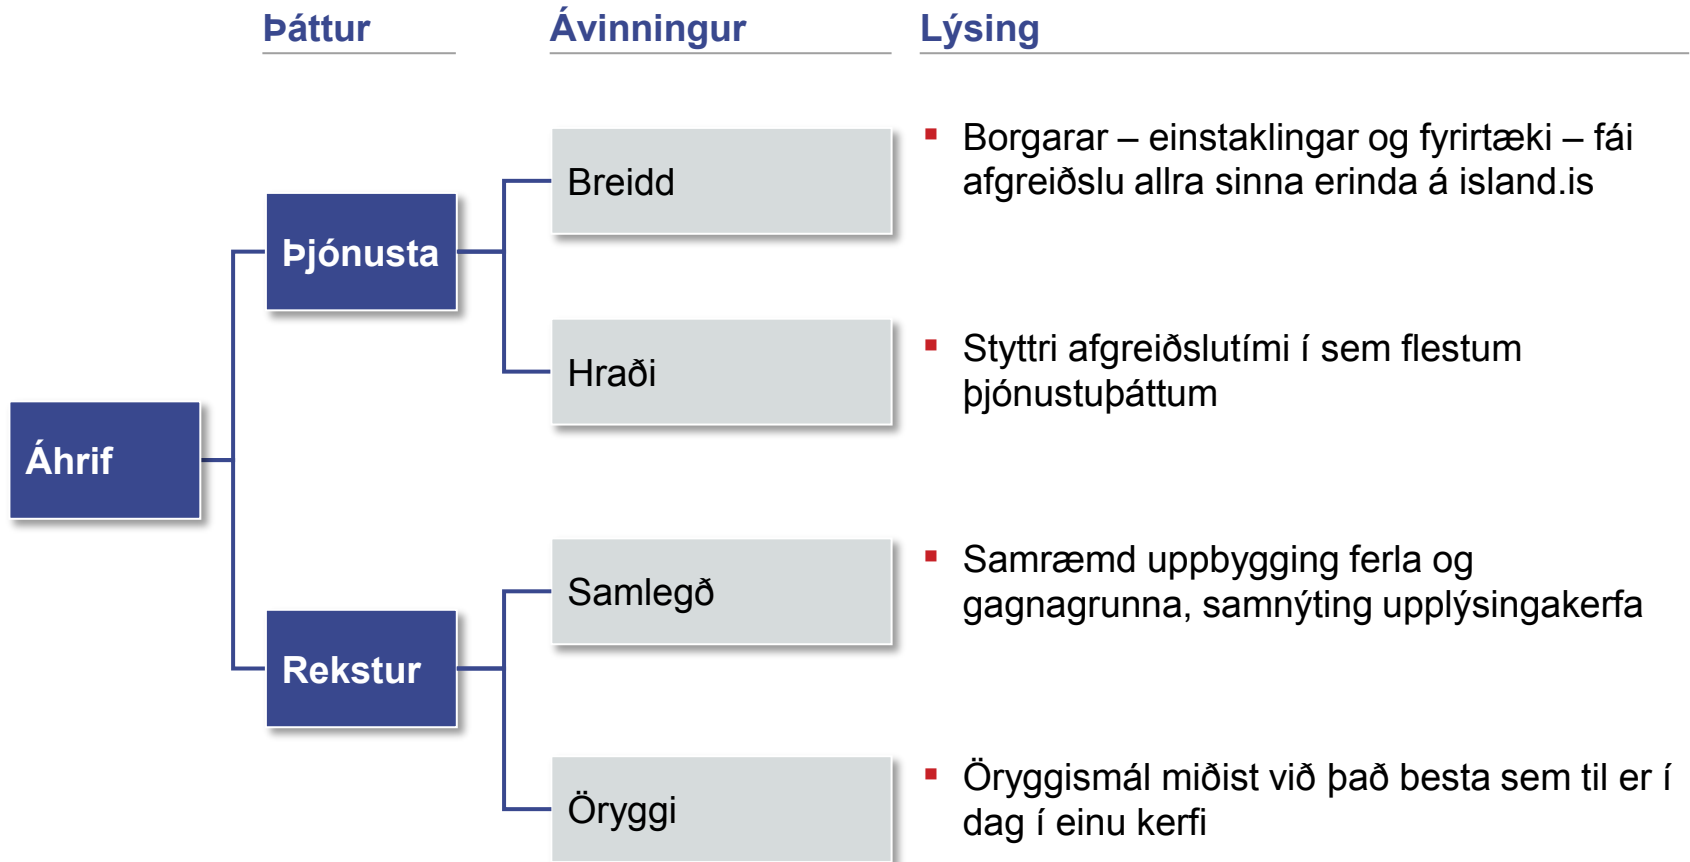 Þáttur
Ávinningur
Lýsing
Áhrif
Þjónusta
Breidd
▪ Borgarar – einstaklingar og fyrirtæki – fái
afgreiðslu allra sinna erinda á island.is
Hraði
▪ Styttri afgreiðslutími í sem flestum
þjónustuþáttum
Rekstur
Samlegð
▪ Samræmd uppbygging ferla og
gagnagrunna, samnýting upplýsingakerfa
Öryggi
▪ Öryggismál miðist við það besta sem til er í
dag í einu kerfi